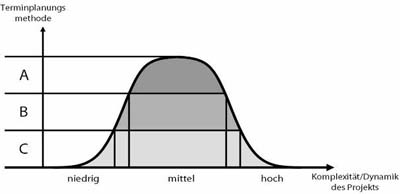 Terminplanungs
methode
A
B
C
niedrig
mittel
hoch
Komplexität/Dynamik
des Projekts